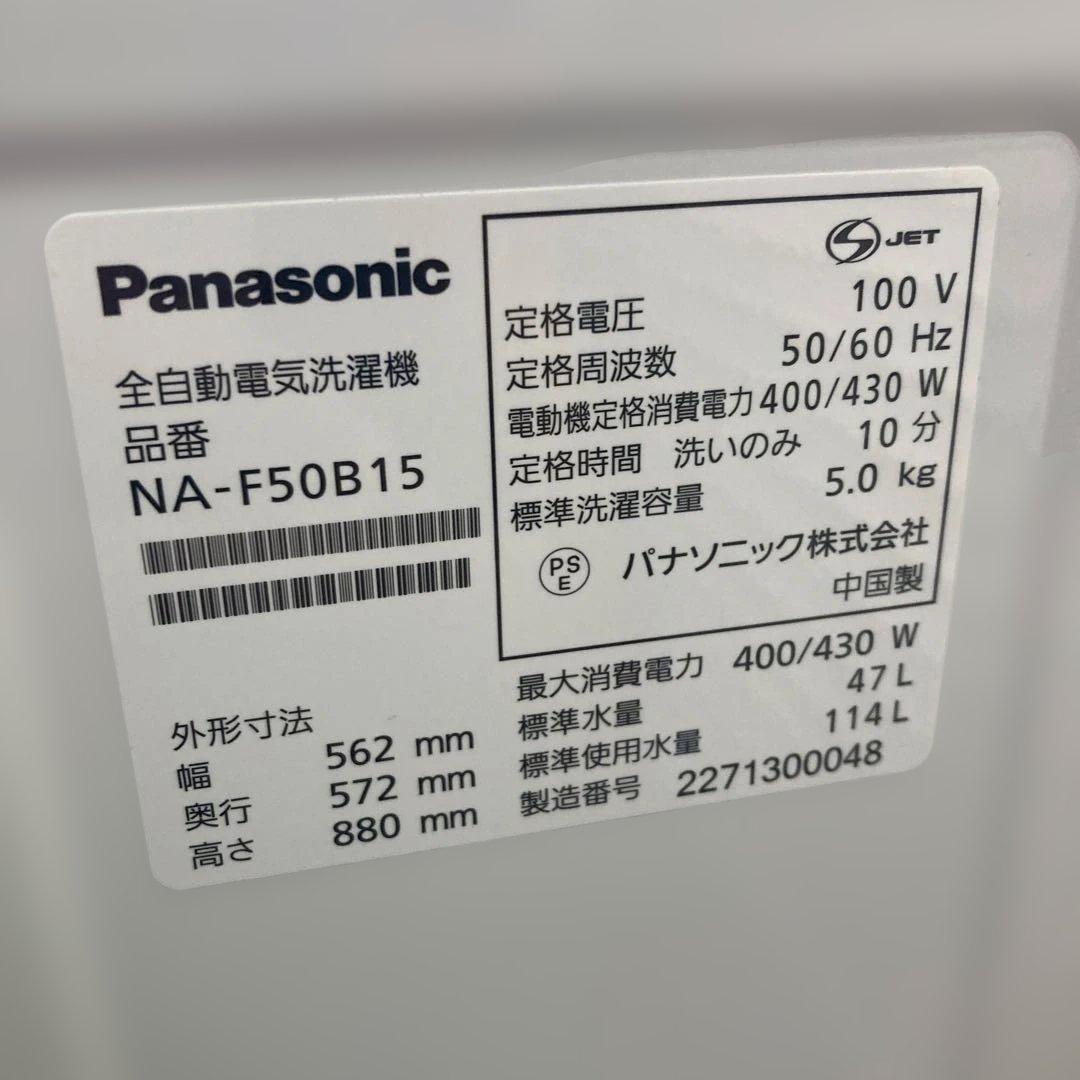 Panasonic
全自動電気洗濯機
品番
NA-F50B15
外形寸法
幅 562 mm
奥行 572 mm
高さ 880 mm
S JET
定格電圧 100 V
定格周波数 50/60 Hz
電動機定格消費電力 400/430 W
定格時間 洗いのみ 10 分
標準洗濯容量 5.0 kg
PS E パナソニック株式会社
中国製
最大消費電力 400/430 W
標準水量 47 L
標準使用水量 114 L
製造番号 2271300048